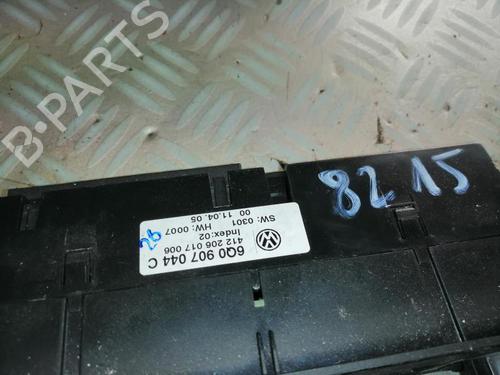 B-PARTS
8215
26
6Q0 907 044 C
412 206 017 006
Index: 02
HW: 0007
SW: 0301
00 11.04.05